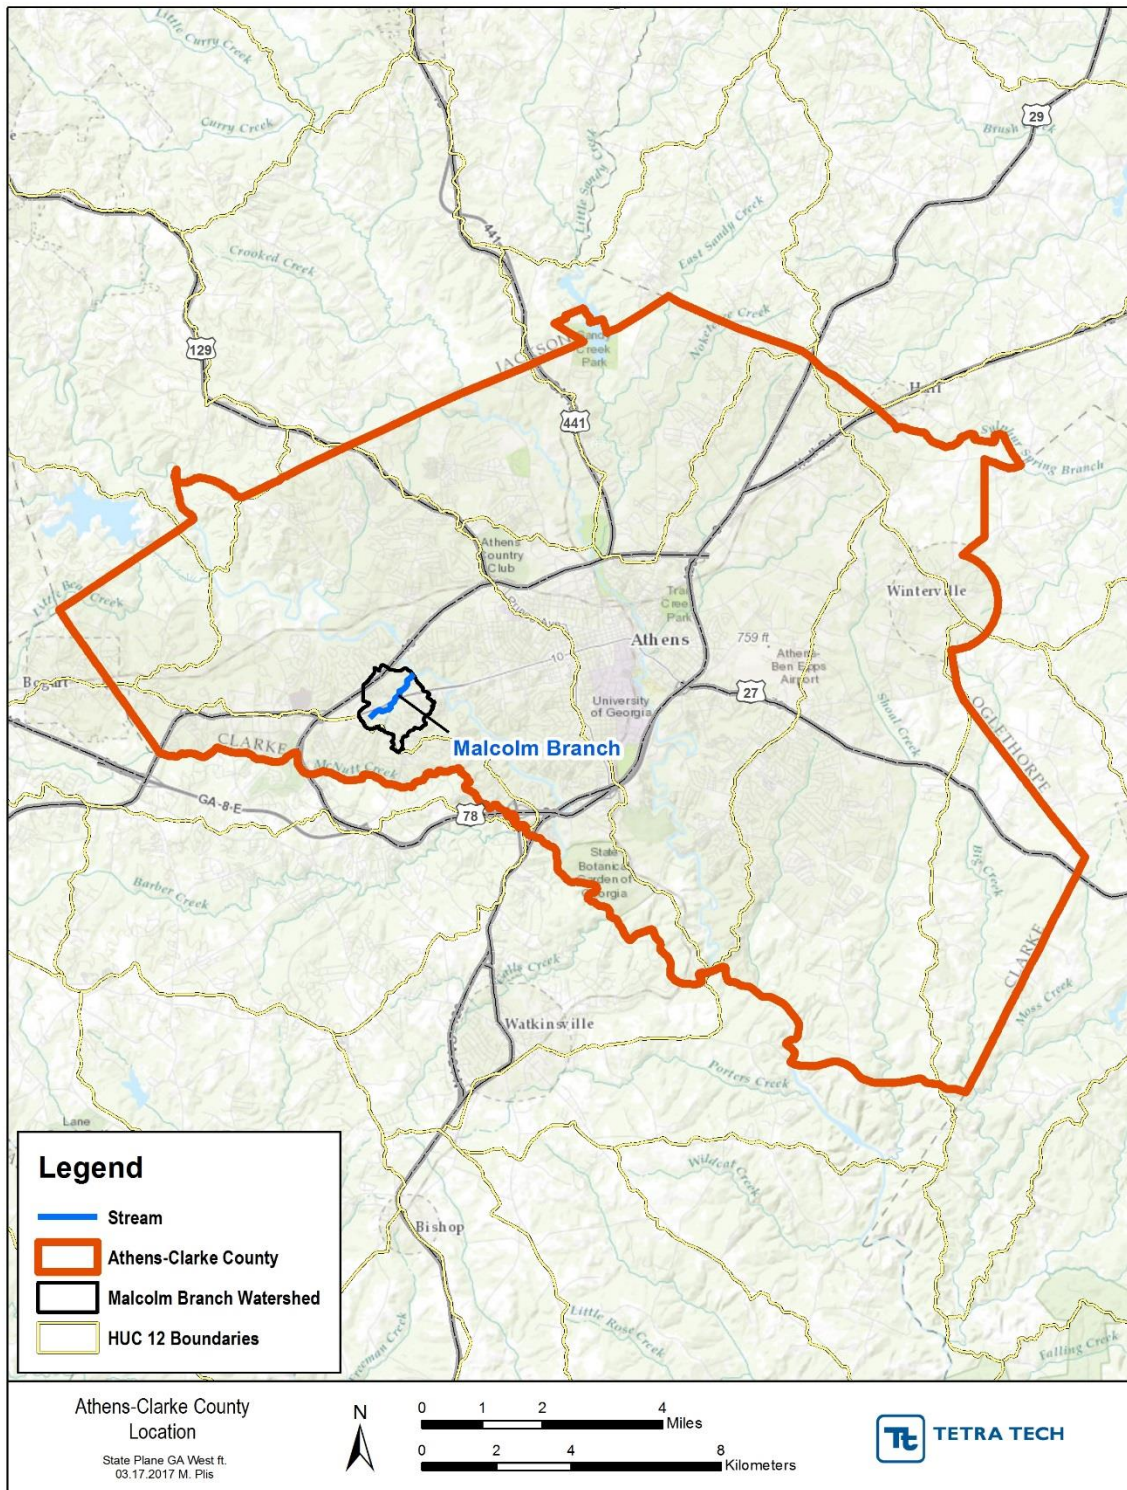 Little Curry Creek
Curry Creek
29
Brush Creek
Little Sandy Creek
441
East Sandy Creek
Crooked Creek
Noketchee Creek
129
JACKSON
Sandy
Creek
Park
Hull
441
Sulphur Spring Branch
Athens
Country
Club
Little Bear Creek
Trail
Creek
Park
Winterville
Athens
759 ft
10
Athens-
Ben Epps
Airport
Bogart
27
University
of Georgia
Shoal Creek
OGLETHORPE
CLARKE
Malcolm Branch
McNutt Creek
GA-8-E
78
State
Botanical
Garden of
Georgia
Big Creek
Barber Creek
CLARKE
Moss Creek
Watkinsville
Porters Creek
Lane
Wildcat Creek
Bishop
Little Rose Creek
Falling Creek
Legend
Stream
Athens-Clarke County
Malcolm Branch Watershed
HUC 12 Boundaries
Athens-Clarke County
Location
State Plane GA West ft.
03.17.2017 M. Plis
N
0 1 2 4
Miles
0 2 4 8
Kilometers
Tt TETRA TECH